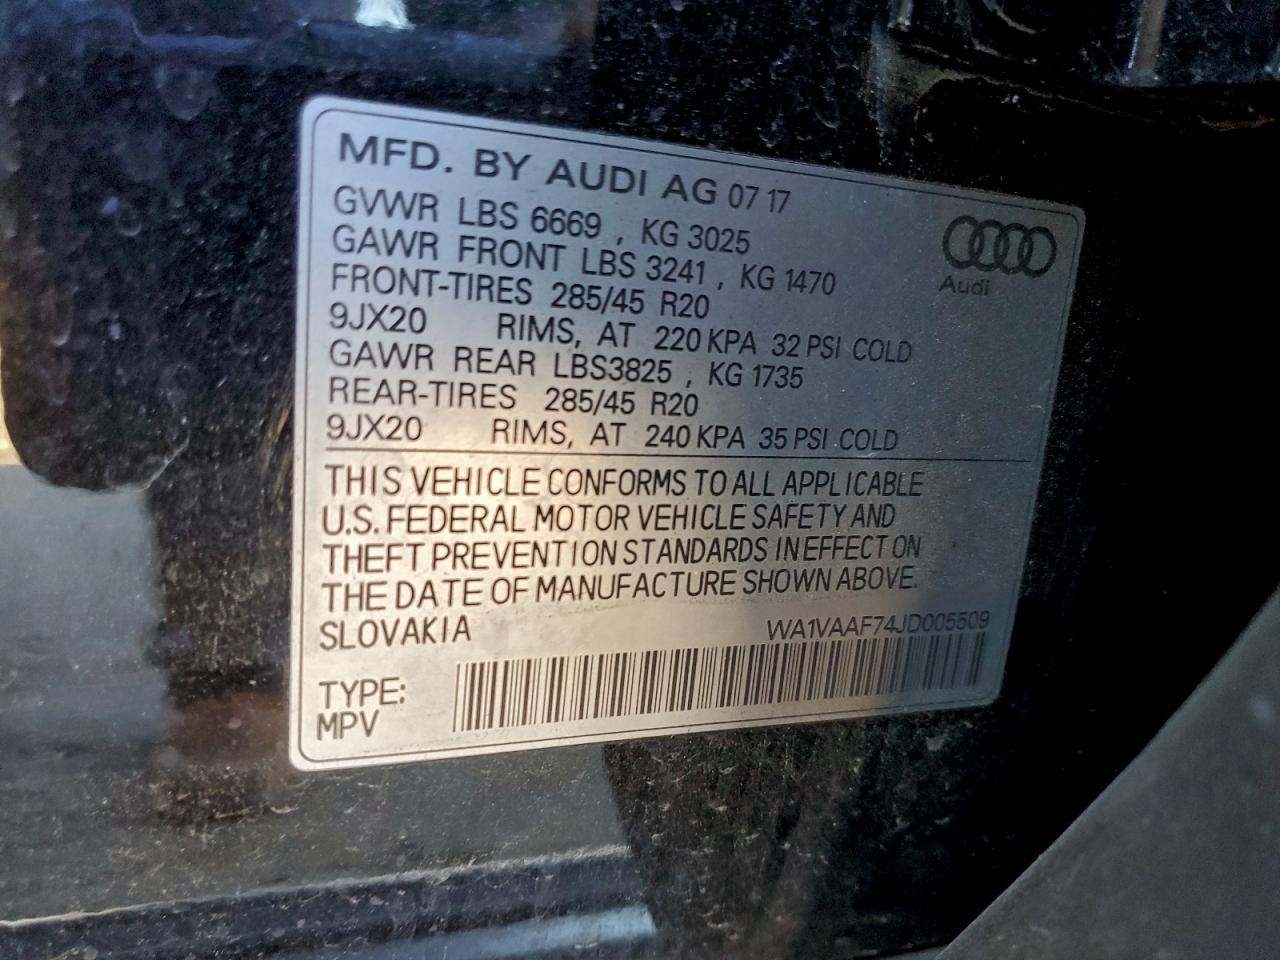 MFD. BY AUDI AG 07 17
GVWR LBS 6669 , KG 3025
GAWR FRONT LBS 3241 , KG 1470
FRONT-TIRES 285/45 R20
9JX20 RIMS, AT 220 KPA 32 PSI COLD
GAWR REAR LBS3825 , KG 1735
REAR-TIRES 285/45 R20
9JX20 RIMS, AT 240 KPA 35 PSI COLD
Audi
THIS VEHICLE CONFORMS TO ALL APPLICABLE
U.S. FEDERAL MOTOR VEHICLE SAFETY AND
THEFT PREVENTION STANDARDS IN EFFECT ON
THE DATE OF MANUFACTURE SHOWN ABOVE.
SLOVAKIA WA1VAAF74JD005509
TYPE:
MPV